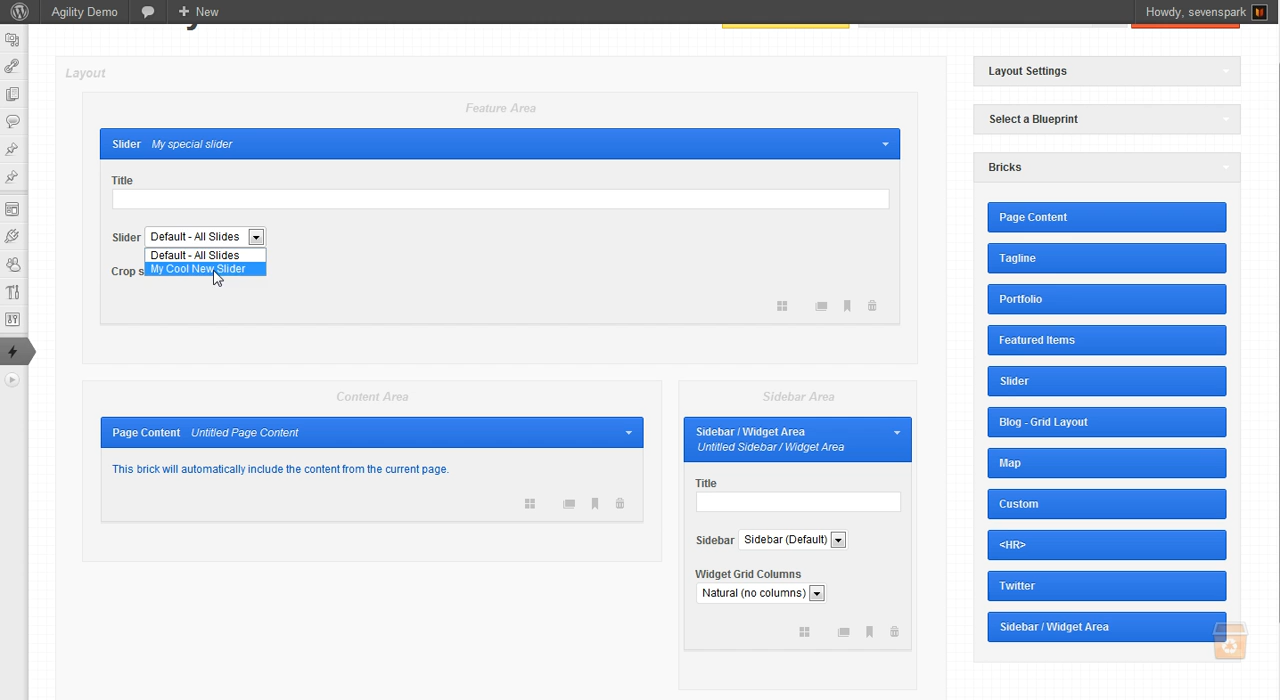 Agility Demo
New
Howdy, sevenspark
Layout
Feature Area
Slider My special slider
Title
Slider Default - All Slides
Default - All Slides
My Cool New Slider
Crop s
Content Area
Page Content Untitled Page Content
This brick will automatically include the content from the current page.
Sidebar Area
Sidebar / Widget Area
Untitled Sidebar / Widget Area
Title
Sidebar Sidebar (Default)
Widget Grid Columns
Natural (no columns)
Layout Settings
Select a Blueprint
Bricks
Page Content
Tagline
Portfolio
Featured Items
Slider
Blog - Grid Layout
Map
Custom
<HR>
Twitter
Sidebar / Widget Area